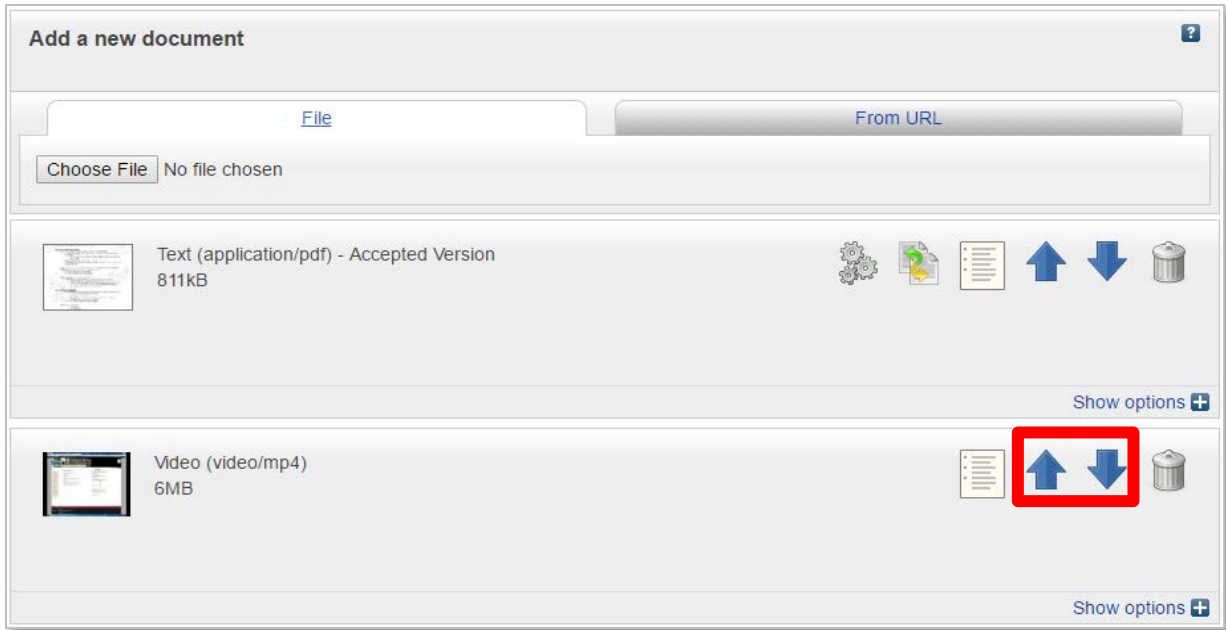 Add a new document
?
File
From URL
Choose File No file chosen
Text (application/pdf) - Accepted Version
811kB
Show options
Video (video/mp4)
6MB
Show options